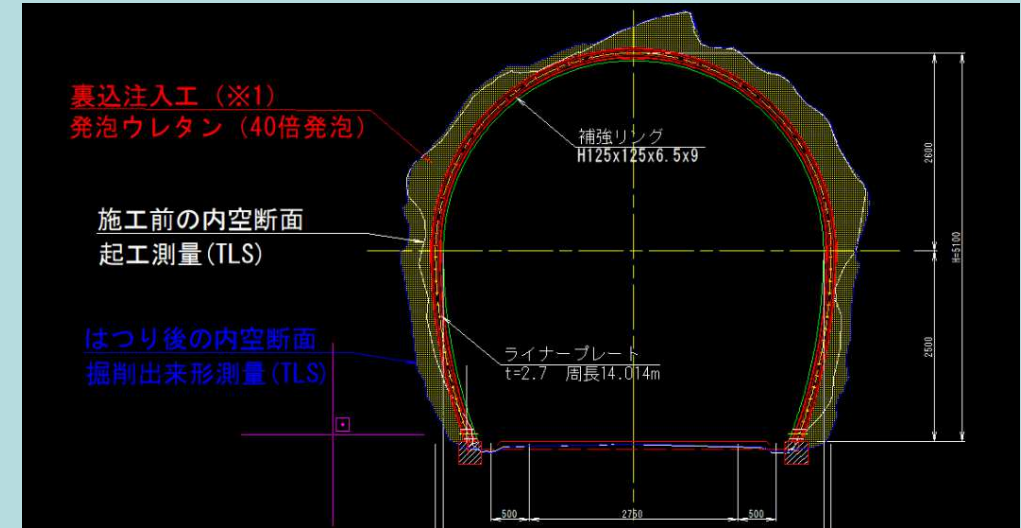 裏込注入工（※1）
発泡ウレタン（40倍発泡）
補強リング
H125x125x6.5x9
施工前の内空断面
起工測量(TLS)
はつり後の内空断面
掘削出来形測量(TLS)
ライナープレート
t=2.7 周長14.014m
2600
H=5100
2500
500
2750
500